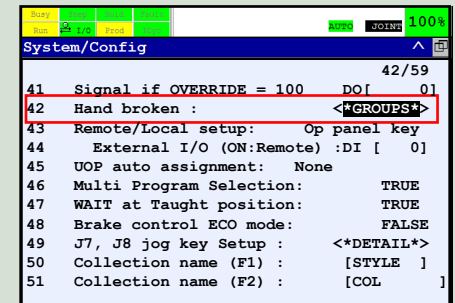 Busy Step Hold Fault
Run I/O Prod TCyc AUTO JOINT 100%
System/Config
42/59
41 Signal if OVERRIDE = 100 DO[ 0]
42 Hand broken : <*GROUPS*>
43 Remote/Local setup: Op panel key
44 External I/O (ON:Remote) :DI [ 0]
45 UOP auto assignment: None
46 Multi Program Selection: TRUE
47 WAIT at Taught position: TRUE
48 Brake control ECO mode: FALSE
49 J7, J8 jog key Setup : <*DETAIL*>
50 Collection name (F1) : [STYLE ]
51 Collection name (F2) : [COL ]